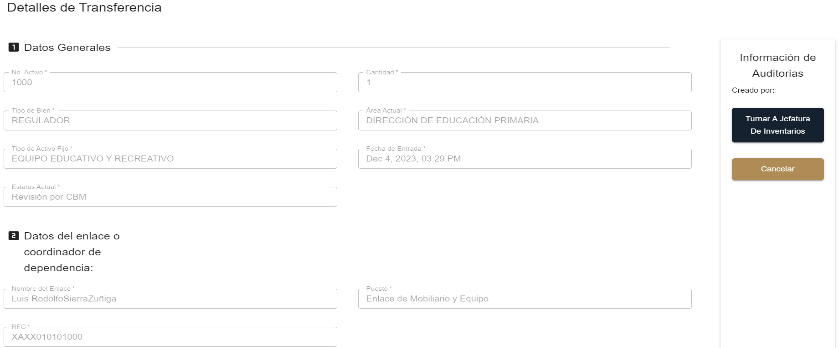 Detalles de Transferencia
1 Datos Generales
No. Activo *
1000
Cantidad *
1
Tipo de Bien *
REGULADOR
Área Actual *
DIRECCIÓN DE EDUCACIÓN PRIMARIA
Tipo de Activo Fijo *
EQUIPO EDUCATIVO Y RECREATIVO
Fecha de Entrada *
Dec 4, 2023, 03:29 PM
Estatus Actual *
Revisión por CBM
2 Datos del enlace o
coordinador de
dependencia:
Nombre del Enlace *
Luis RodolfoSierraZuñiga
Puesto *
Enlace de Mobiliario y Equipo
RFC *
XAXX010101000
Información de
Auditorias
Creado por:
Turnar A Jefatura
De Inventarios
Cancelar